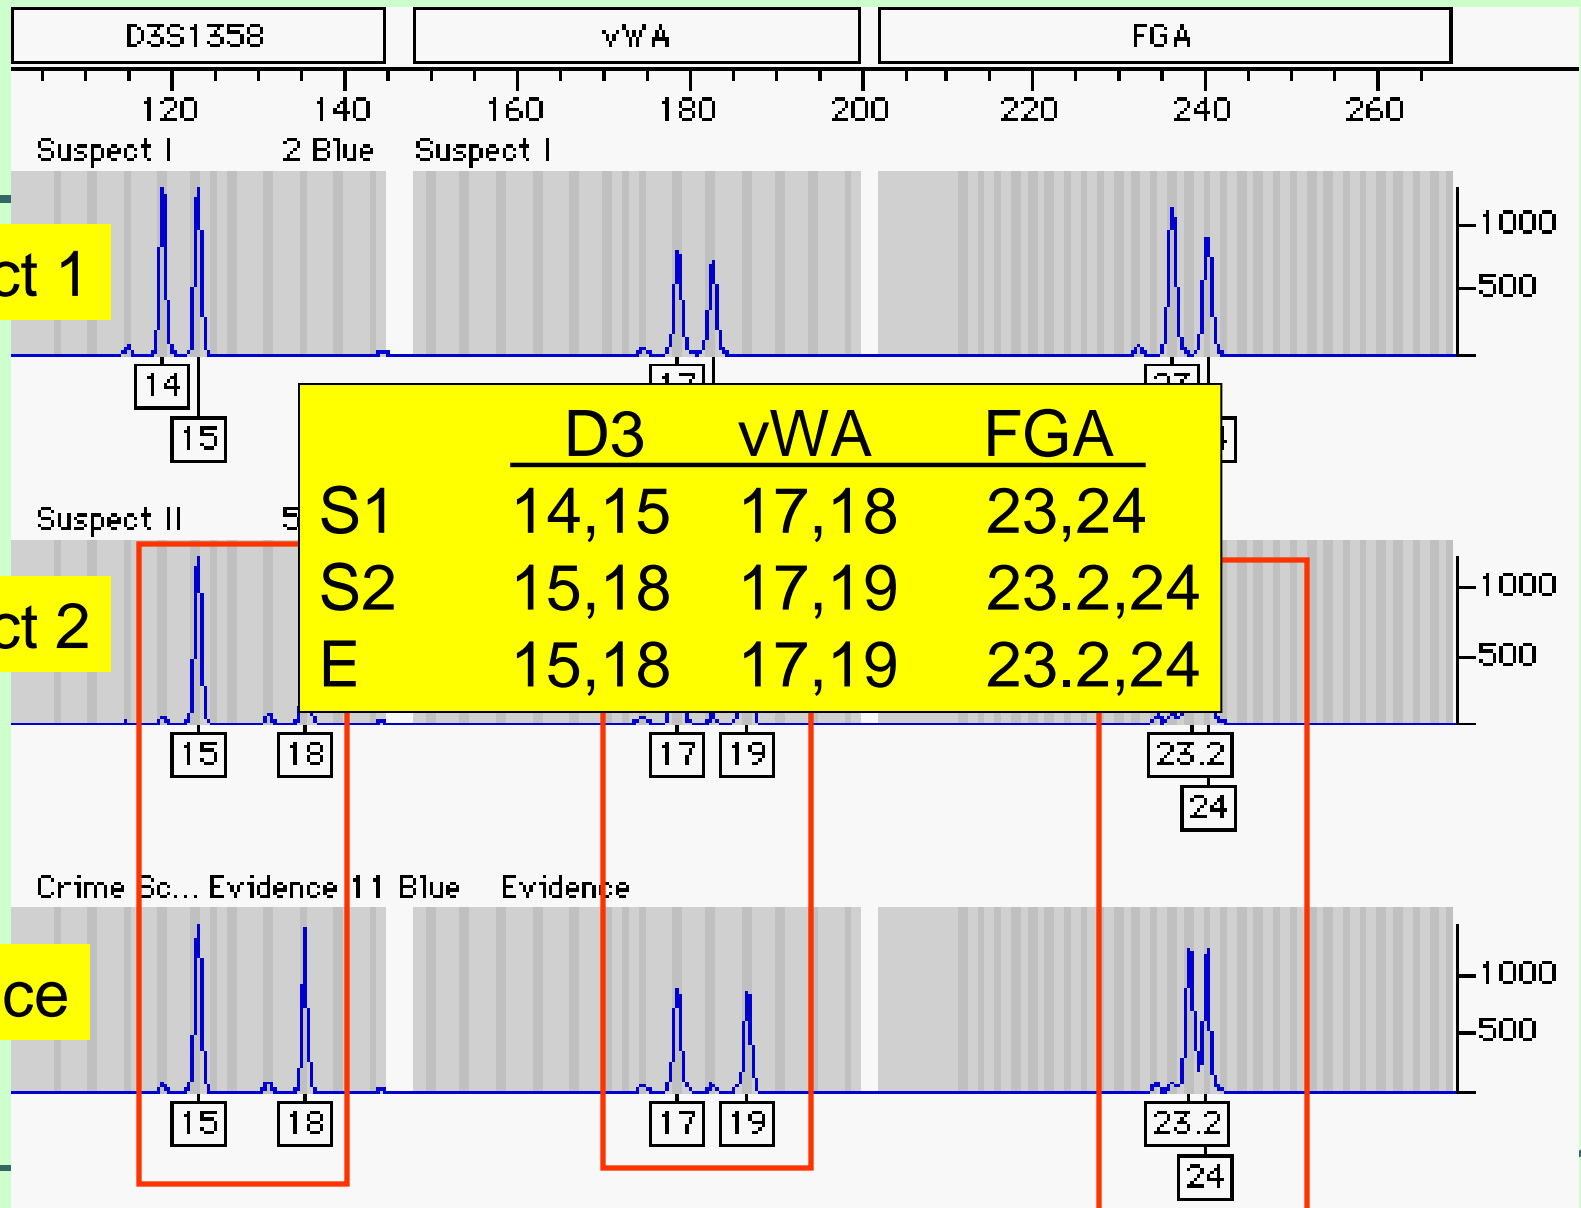 D3S1358 vWA FGA
120 140 160 180 200 220 240 260
Suspect I 2 Blue Suspect I
1000
ct 1
500
14 17 23
15
D3 vWA FGA
S1 14,15 17,18 23,24
S2 15,18 17,19 23.2,24
E 15,18 17,19 23.2,24
Suspect II 5
1000
ct 2
500
15 18 17 19 23.2
24
Crime Sc... Evidence 11 Blue Evidence
1000
ce
500
15 18 17 19 23.2
24